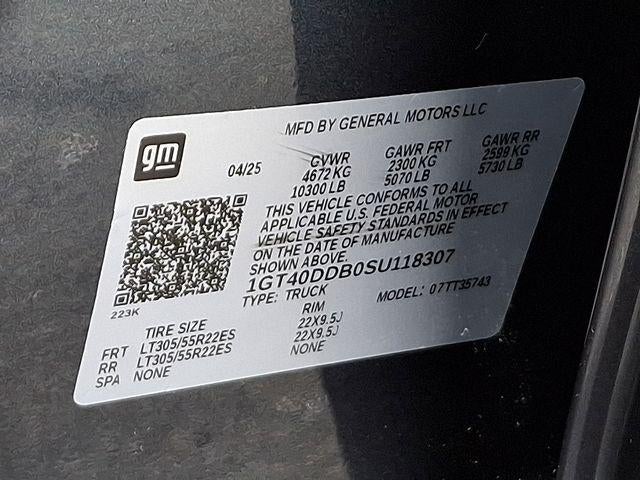 gm
MFD BY GENERAL MOTORS LLC
04/25
GVWR
4672 KG
10300 LB
GAWR FRT
2300 KG
5070 LB
GAWR RR
2599 KG
5730 LB
THIS VEHICLE CONFORMS TO ALL
APPLICABLE U.S. FEDERAL MOTOR
VEHICLE SAFETY STANDARDS IN EFFECT
ON THE DATE OF MANUFACTURE
SHOWN ABOVE.
1GT40DDB0SU118307
TYPE: TRUCK MODEL: 07TT35743
223K
TIRE SIZE RIM
FRT LT305/55R22ES 22X9.5J
RR LT305/55R22ES 22X9.5J
SPA NONE NONE